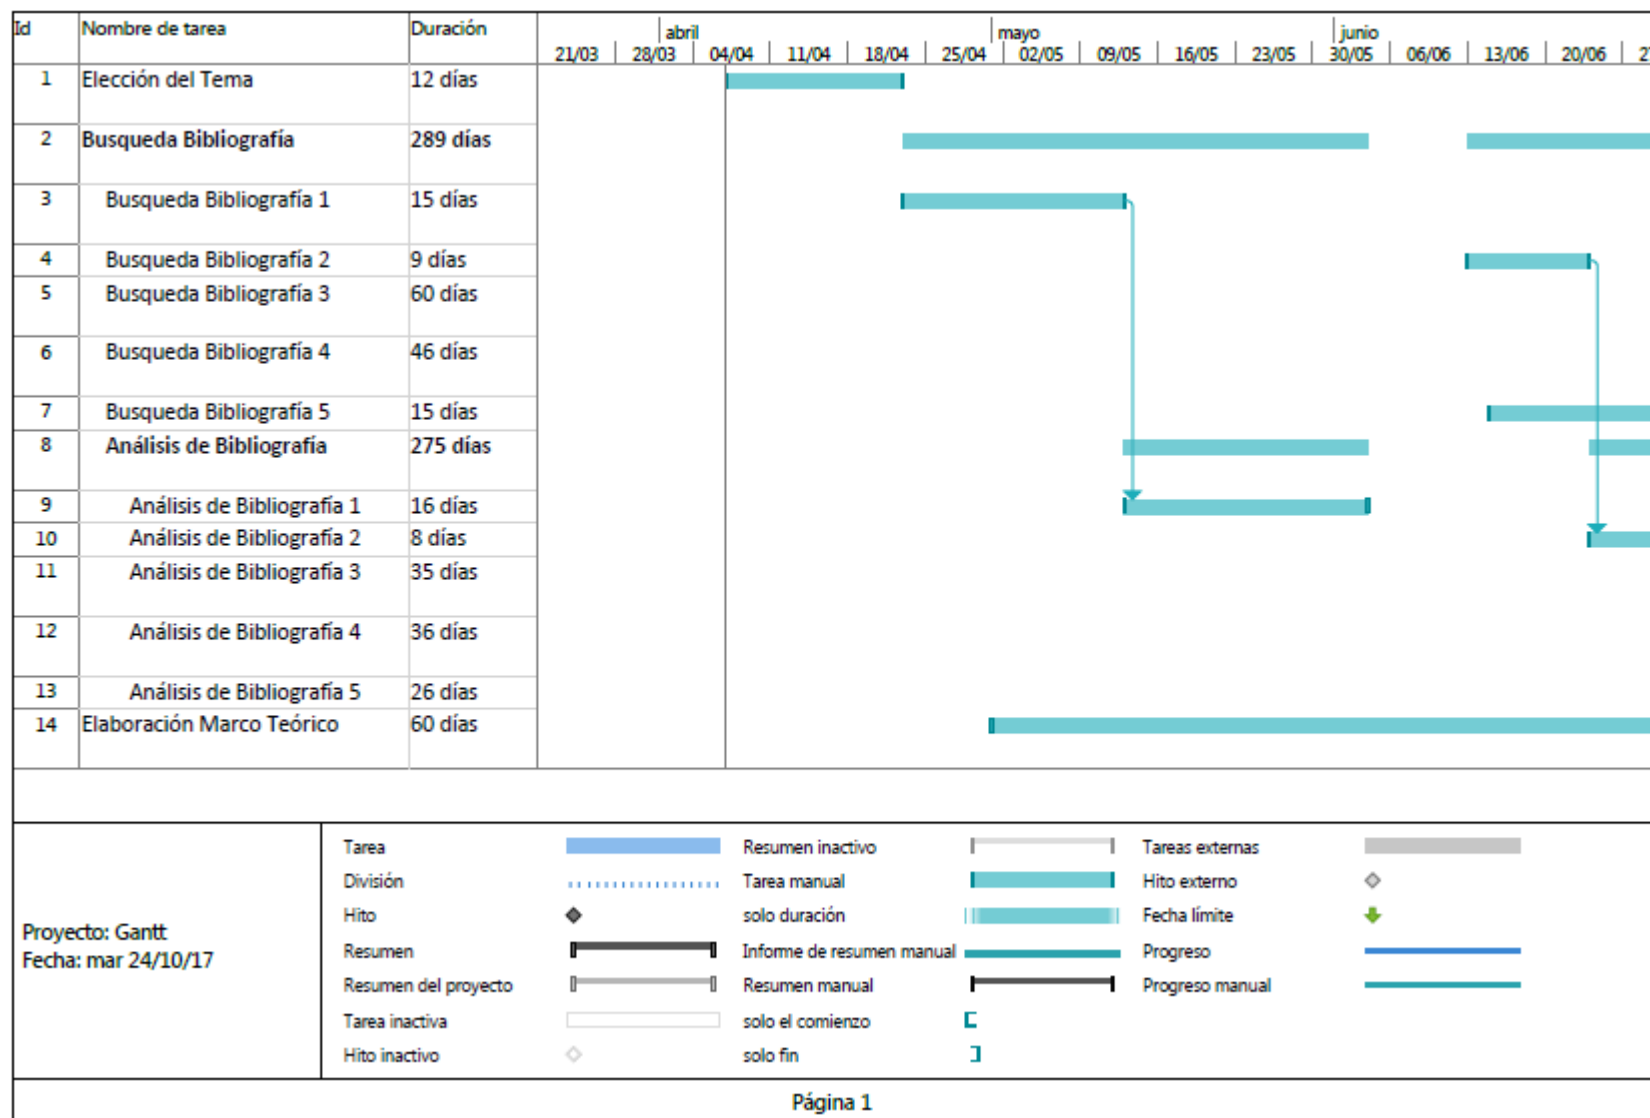 Id Nombre de tarea Duración abril mayo junio
21/03 28/03 04/04 11/04 18/04 25/04 02/05 09/05 16/05 23/05 30/05 06/06 13/06 20/06
1 Elección del Tema 12 días
2 Busqueda Bibliografía 289 días
3 Busqueda Bibliografía 1 15 días
4 Busqueda Bibliografía 2 9 días
5 Busqueda Bibliografía 3 60 días
6 Busqueda Bibliografía 4 46 días
7 Busqueda Bibliografía 5 15 días
8 Análisis de Bibliografía 275 días
9 Análisis de Bibliografía 1 16 días
10 Análisis de Bibliografía 2 8 días
11 Análisis de Bibliografía 3 35 días
12 Análisis de Bibliografía 4 36 días
13 Análisis de Bibliografía 5 26 días
14 Elaboración Marco Teórico 60 días
Proyecto: Gantt
Fecha: mar 24/10/17
Tarea Resumen inactivo Tareas externas
División Tarea manual Hito externo
Hito solo duración Fecha límite
Resumen Informe de resumen manual Progreso
Resumen del proyecto Resumen manual Progreso manual
Tarea inactiva solo el comienzo
Hito inactivo solo fin
Página 1